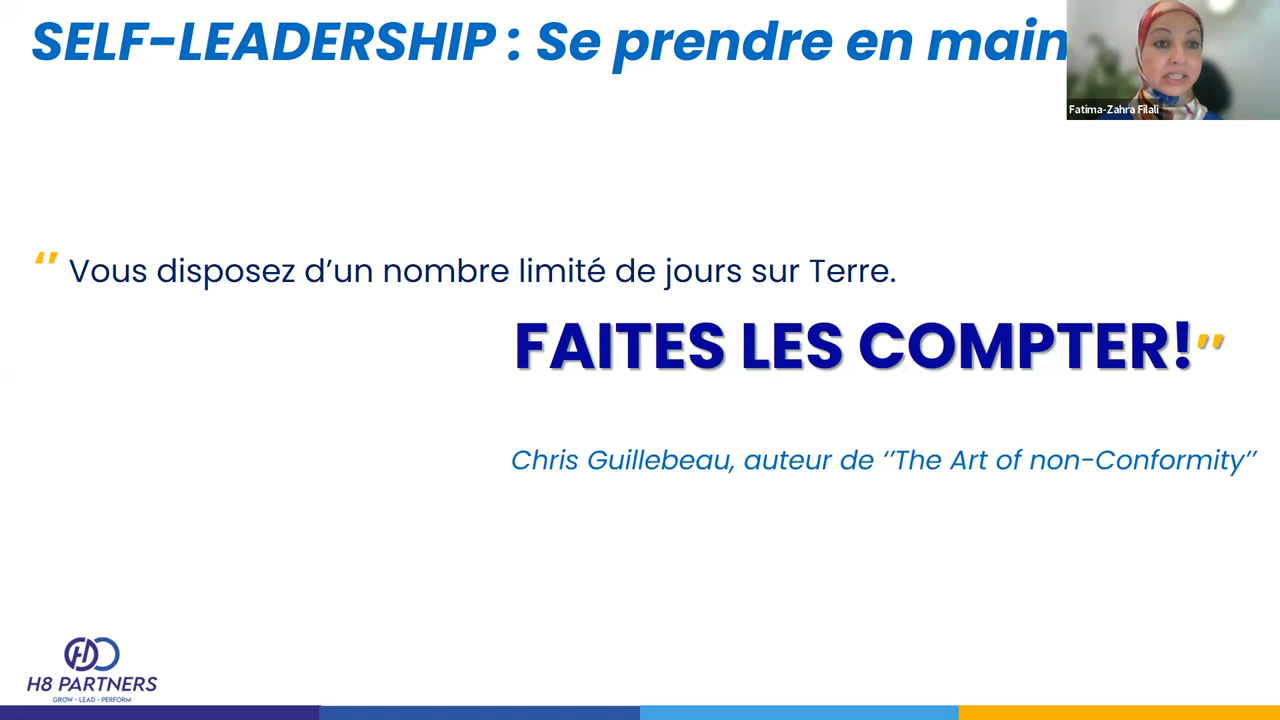 SELF-LEADERSHIP : Se prendre en main
Fatima-Zahra Filali
‘’ Vous disposez d’un nombre limité de jours sur Terre.
FAITES LES COMPTER!’’
Chris Guillebeau, auteur de ‘’The Art of non-Conformity’’
H8 PARTNERS
GROW - LEAD - PERFORM